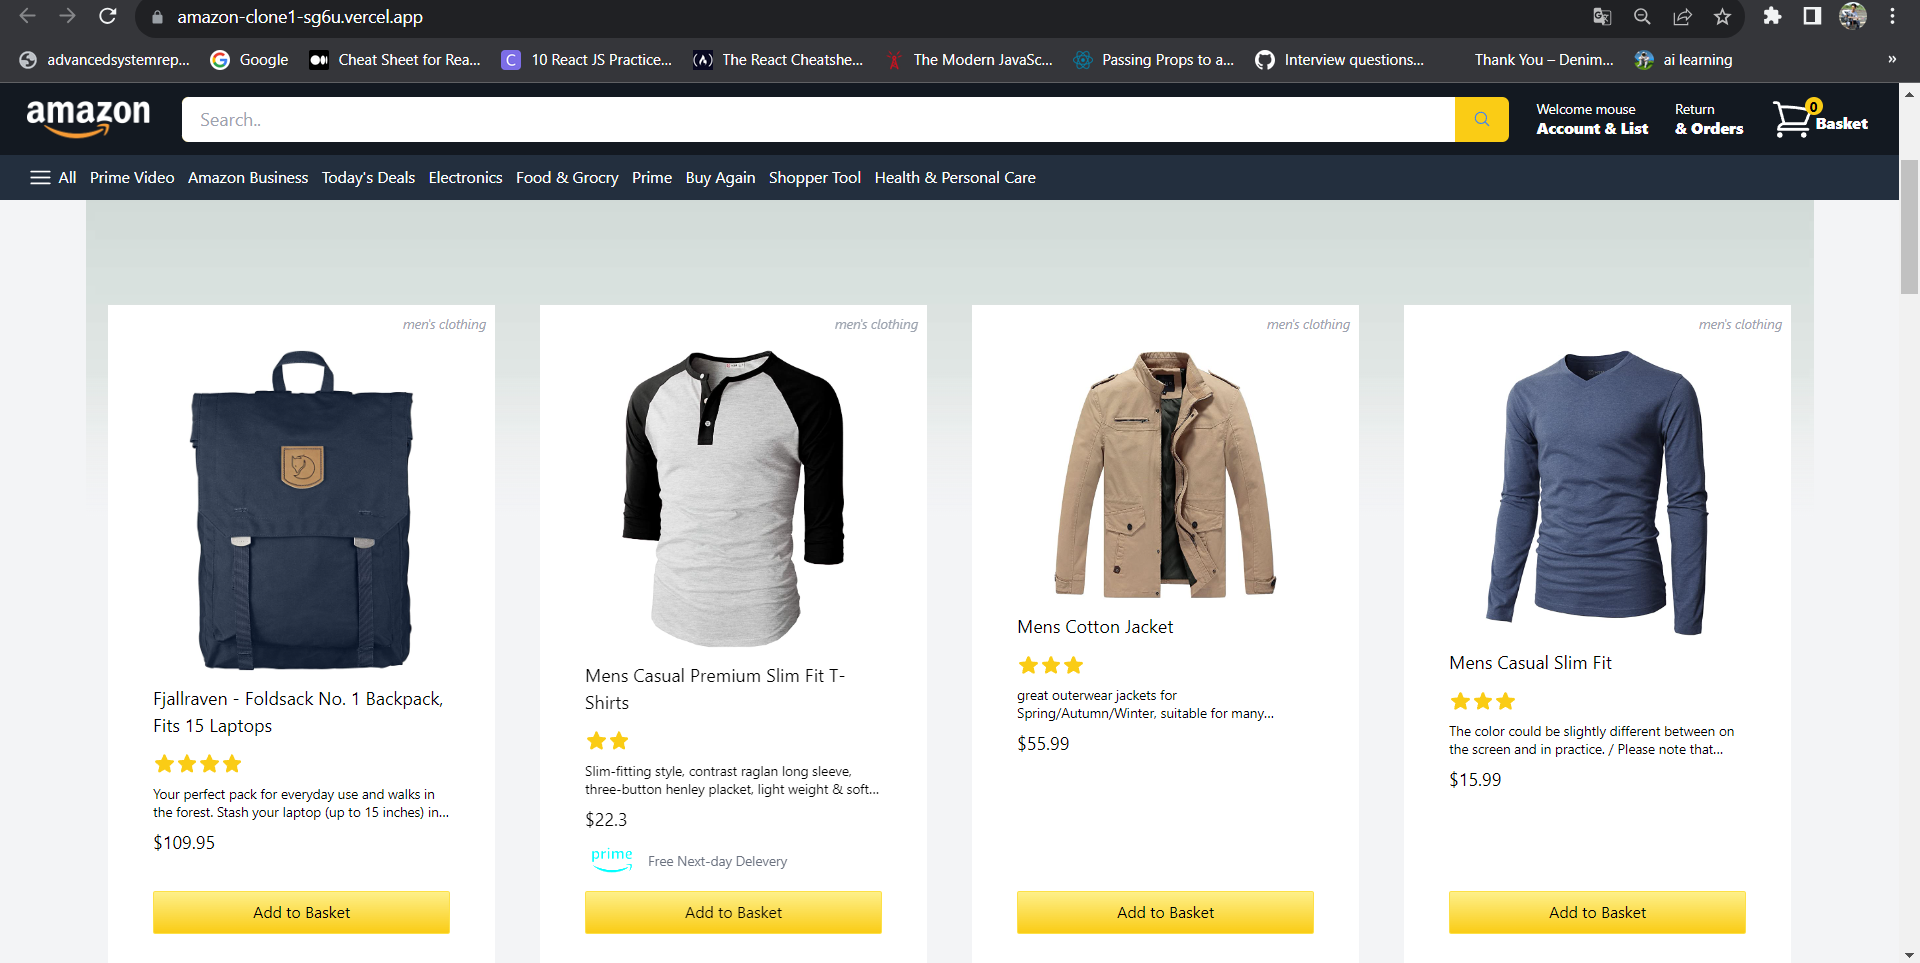 amazon-clone1-sg6u.vercel.app
advancedsystemrep... Google Cheat Sheet for Rea... 10 React JS Practice... The React Cheatshe... The Modern JavaSc... Passing Props to a... Interview questions... Thank You – Denim... ai learning »
amazon
Search..
Welcome mouse
Account & List
Return
& Orders
0
Basket
All Prime Video Amazon Business Today's Deals Electronics Food & Grocry Prime Buy Again Shopper Tool Health & Personal Care
men's clothing
Fjallraven - Foldsack No. 1 Backpack,
Fits 15 Laptops
Your perfect pack for everyday use and walks in
the forest. Stash your laptop (up to 15 inches) in...
$109.95
Add to Basket
men's clothing
Mens Casual Premium Slim Fit T-
Shirts
Slim-fitting style, contrast raglan long sleeve,
three-button henley placket, light weight & soft...
$22.3
prime Free Next-day Delevery
Add to Basket
men's clothing
Mens Cotton Jacket
great outerwear jackets for
Spring/Autumn/Winter, suitable for many...
$55.99
Add to Basket
men's clothing
Mens Casual Slim Fit
The color could be slightly different between on
the screen and in practice. / Please note that...
$15.99
Add to Basket